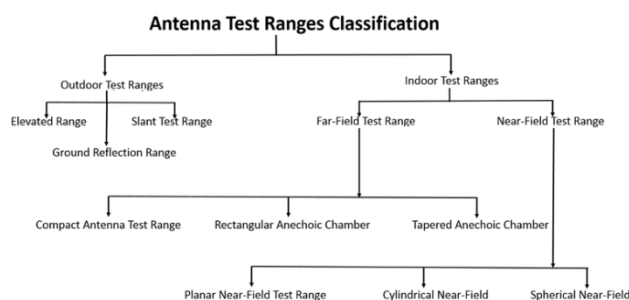 Antenna Test Ranges Classification
Outdoor Test Ranges
Indoor Test Ranges
Elevated Range
Slant Test Range
Far-Field Test Range
Near-Field Test Range
Ground Reflection Range
Compact Antenna Test Range
Rectangular Anechoic Chamber
Tapered Anechoic Chamber
Planar Near-Field Test Range
Cylindrical Near-Field
Spherical Near-Field